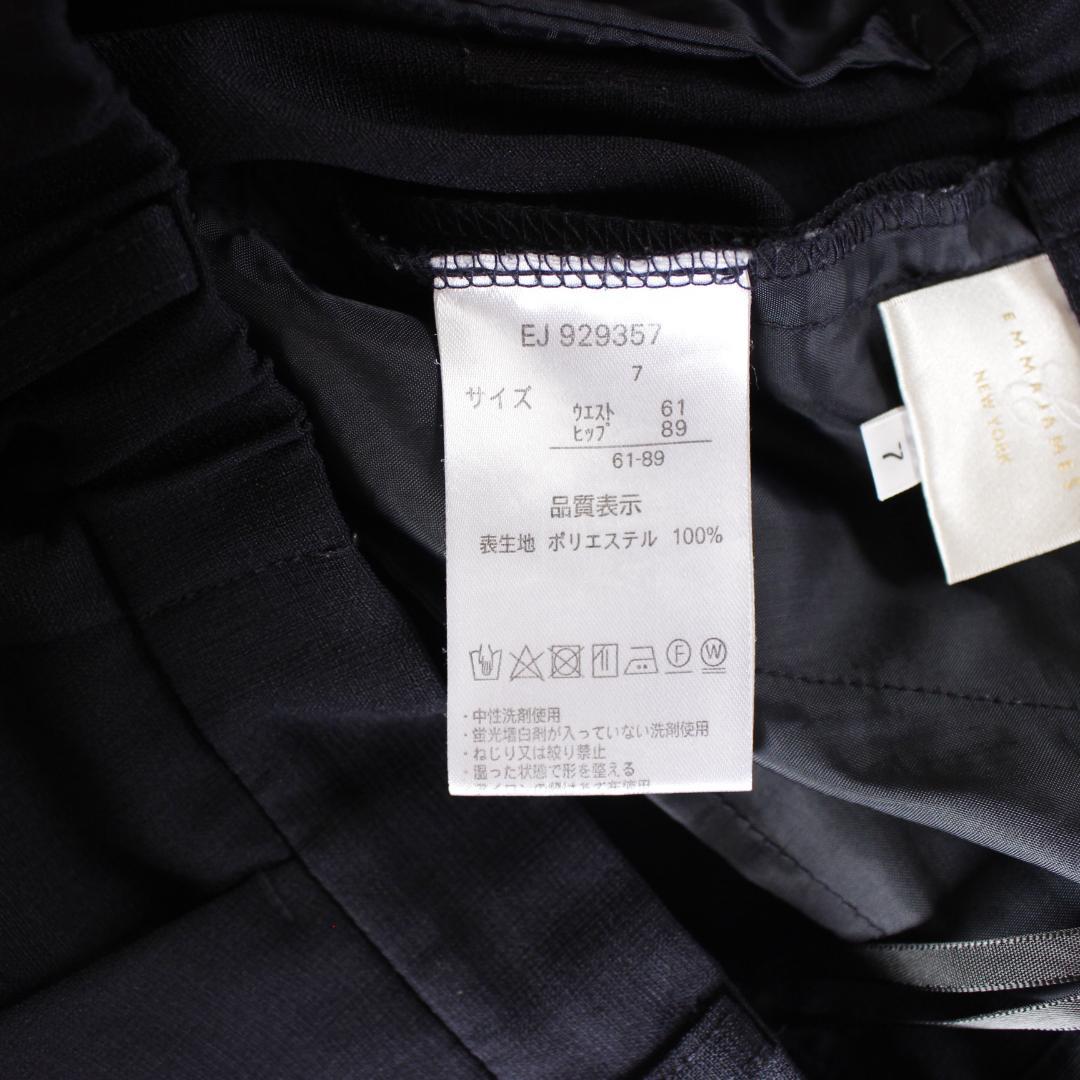 EJ 929357
7
サイズ
ウエスト 61
ヒップ 89
61-89
品質表示
表生地 ポリエステル 100%
F W
・中性洗剤使用
・蛍光増白剤が入っていない洗剤使用
・ねじり又は絞り禁止
・湿った状態で形を整える
7
EMMAJAMES
NEW YORK